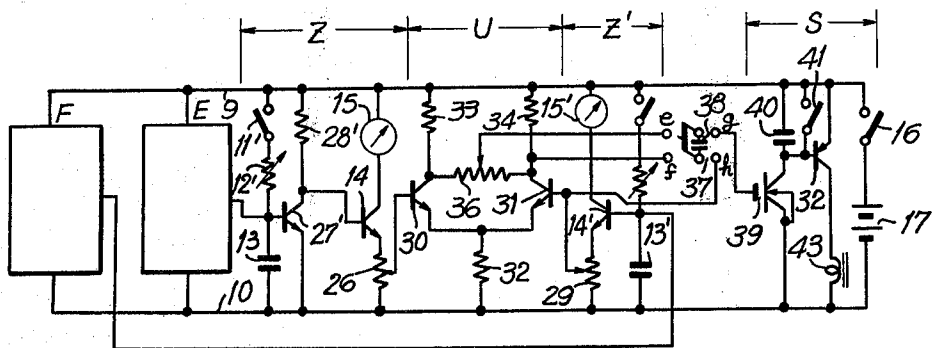 Z U Z' S
F E 9 15 33 34 15' 38 41
11' 28' e g 40 16
12' 14 f 37 h
13 27' 36 31 14' 13' 39 32 17
26 30 32 29 43
10